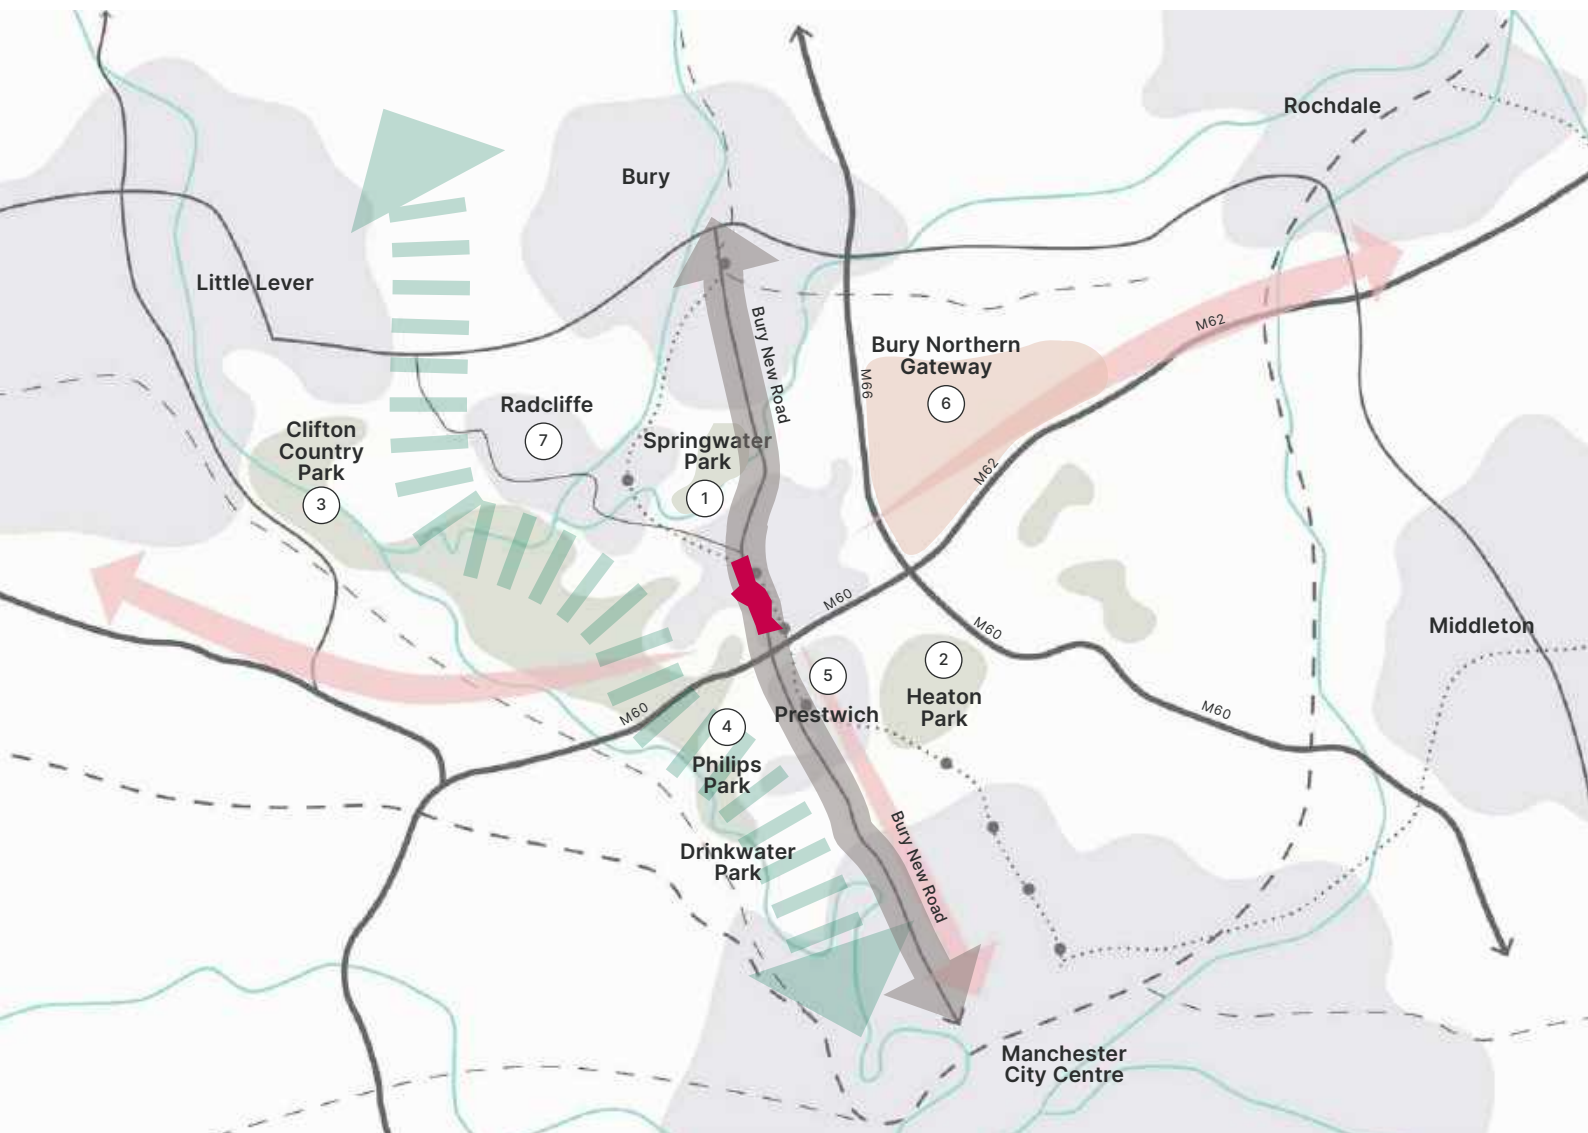 Rochdale
Bury
Little Lever
Bury New Road
M62
Bury Northern
Gateway
6
M66
Radcliffe
7
Clifton
Country
Park
3
Springwater
Park
1
M62
M60
M60
Middleton
2
Heaton
Park
5
Prestwich
M60
M60
4
Philips
Park
Drinkwater
Park
Bury New Road
Manchester
City Centre